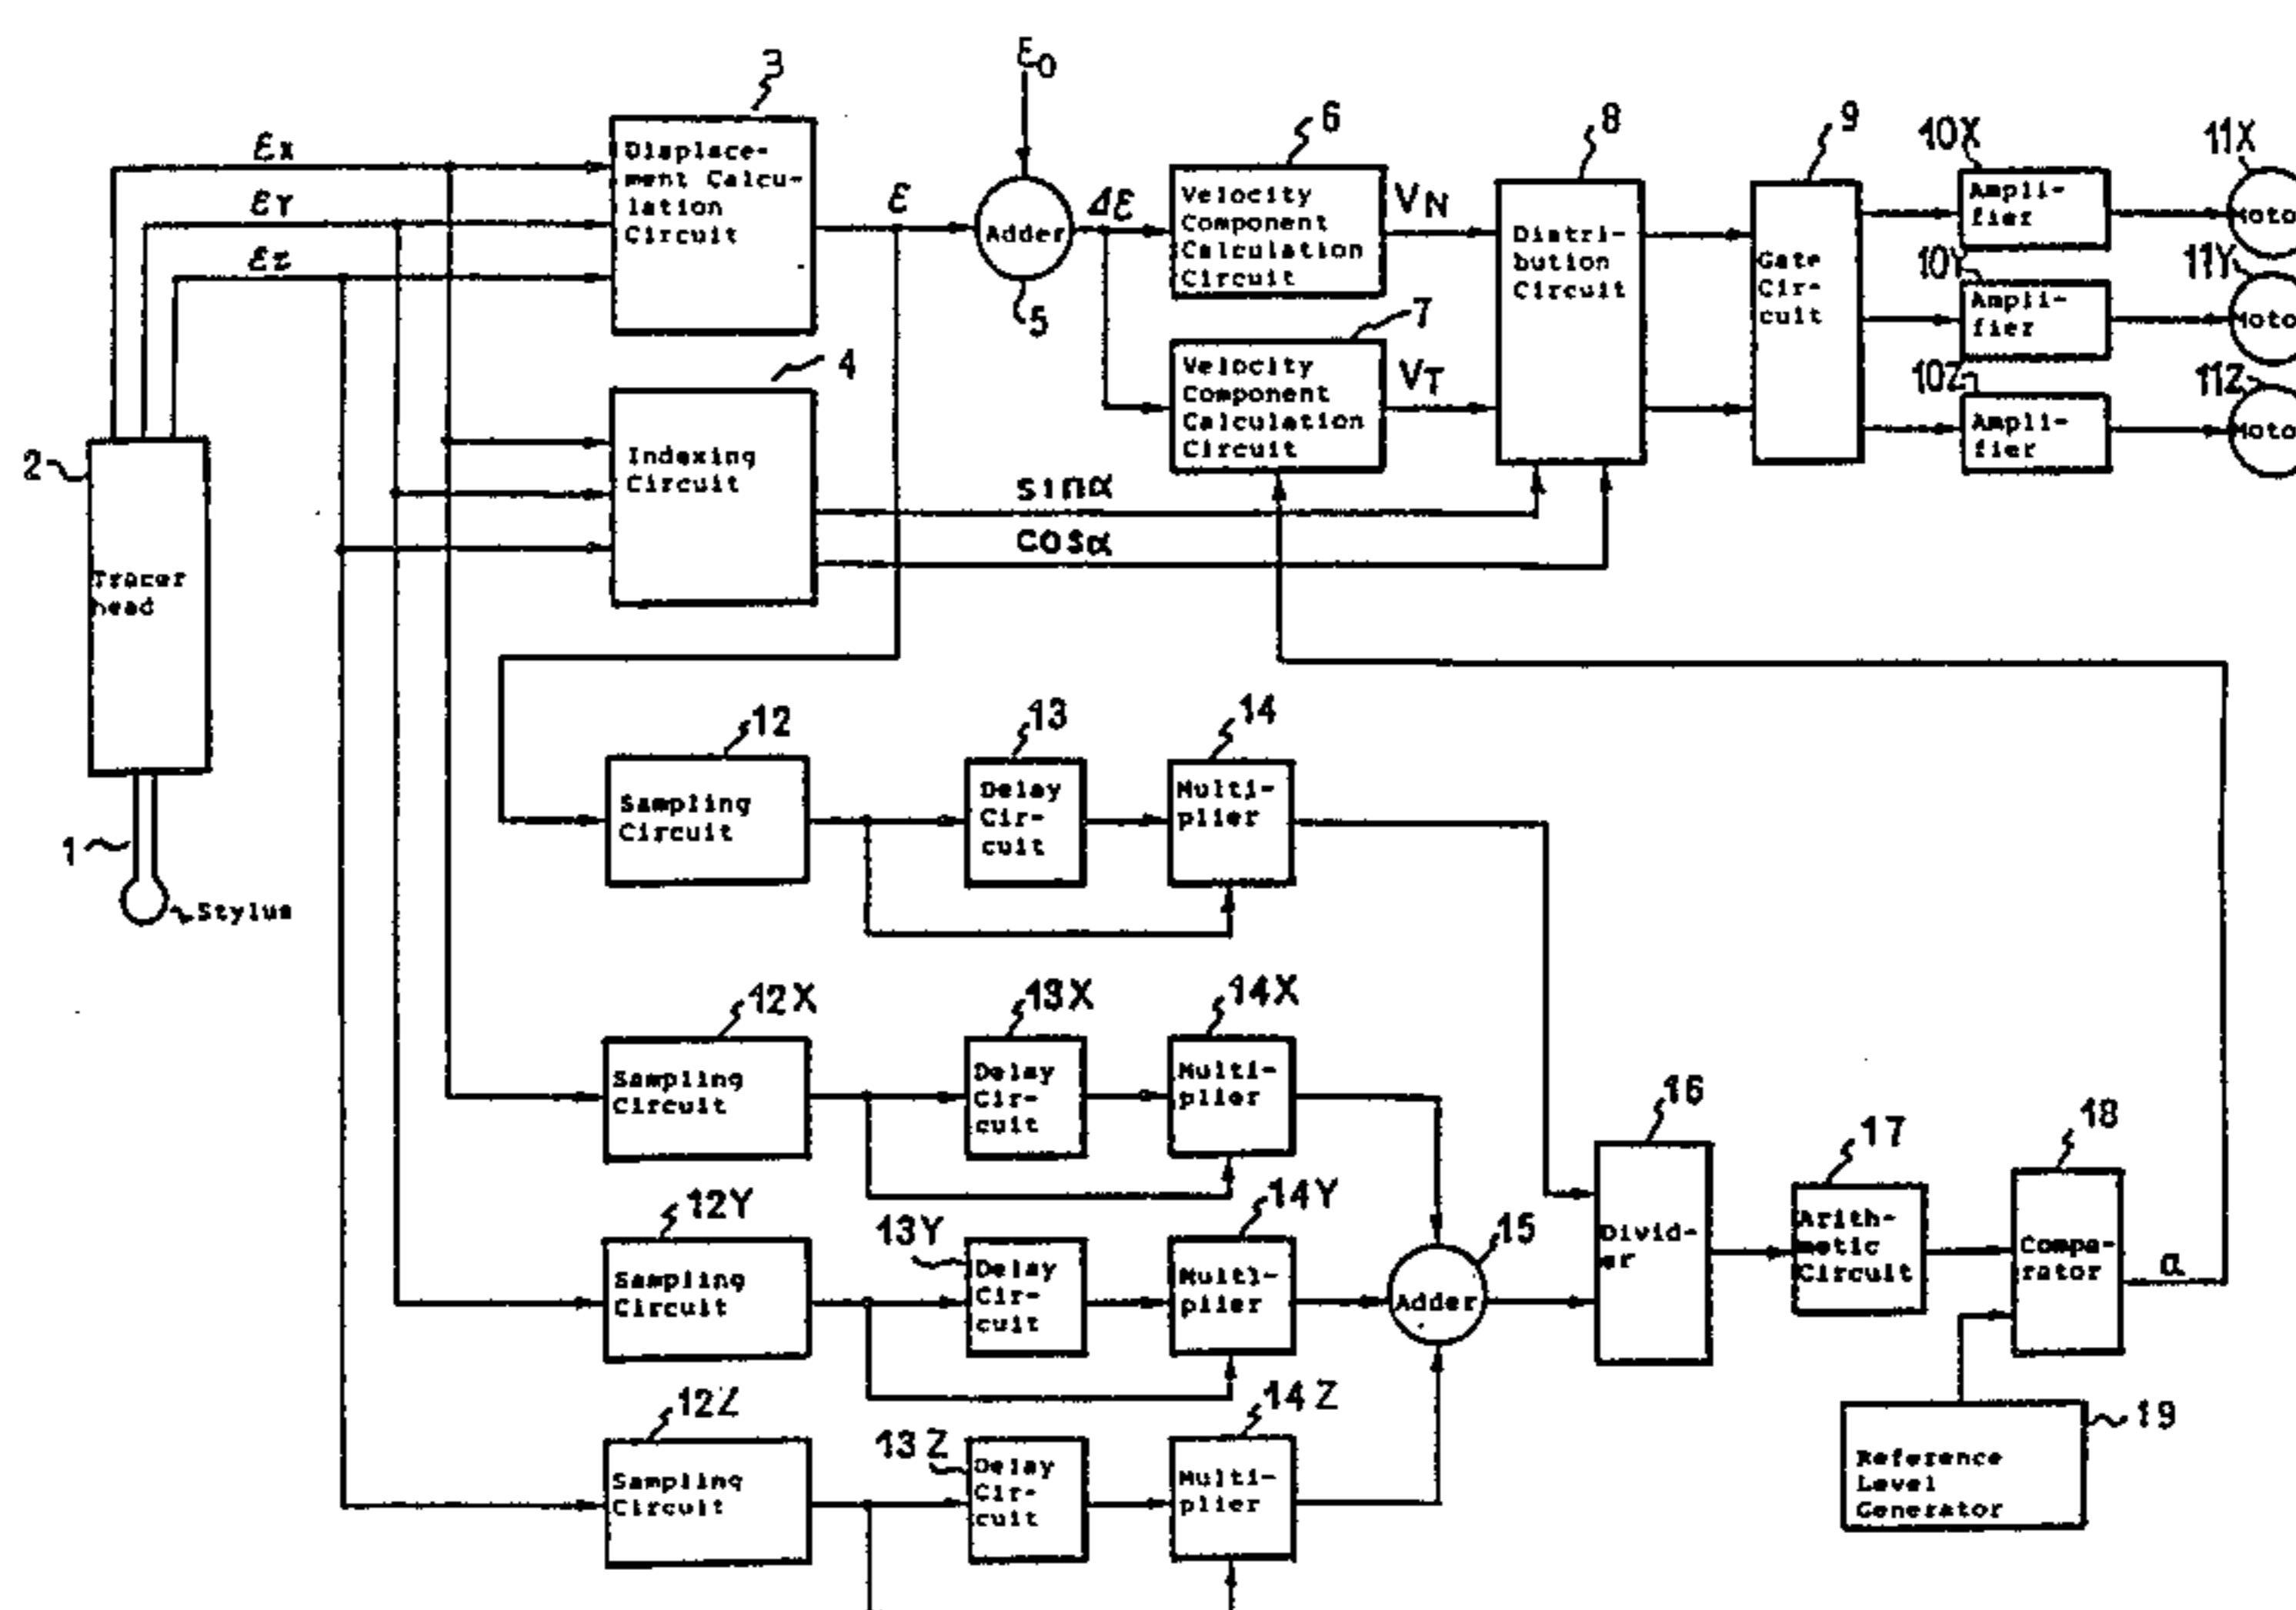 3
Displace-
ment Calcu-
lation
Circuit
εx
εY
εz
ε
ε0
Adder
5
Δε
6
Velocity
Component
Calculation
Circuit
VN
7
Velocity
Component
Calculation
Circuit
VT
8
Distri-
bution
Circuit
9
Gate
Cir-
cuit
10X
Ampli-
fier
10Y
Ampli-
fier
10Z
Ampli-
fier
11X
Moto
11Y
Moto
11Z
Moto
4
Indexing
Circuit
sinα
cosα
2
Tracer
head
1
Stylus
12
Sampling
Circuit
13
Delay
Cir-
cuit
14
Multi-
plier
12X
Sampling
Circuit
13X
Delay
Cir-
cuit
14X
Multi-
plier
12Y
Sampling
Circuit
13Y
Delay
Cir-
cuit
14Y
Multi-
plier
12Z
Sampling
Circuit
13Z
Delay
Cir-
cuit
14Z
Multi-
plier
15
Adder
16
Divid-
er
17
Arith-
metic
Circuit
18
Compa-
rator
a
19
Reference
Level
Generator